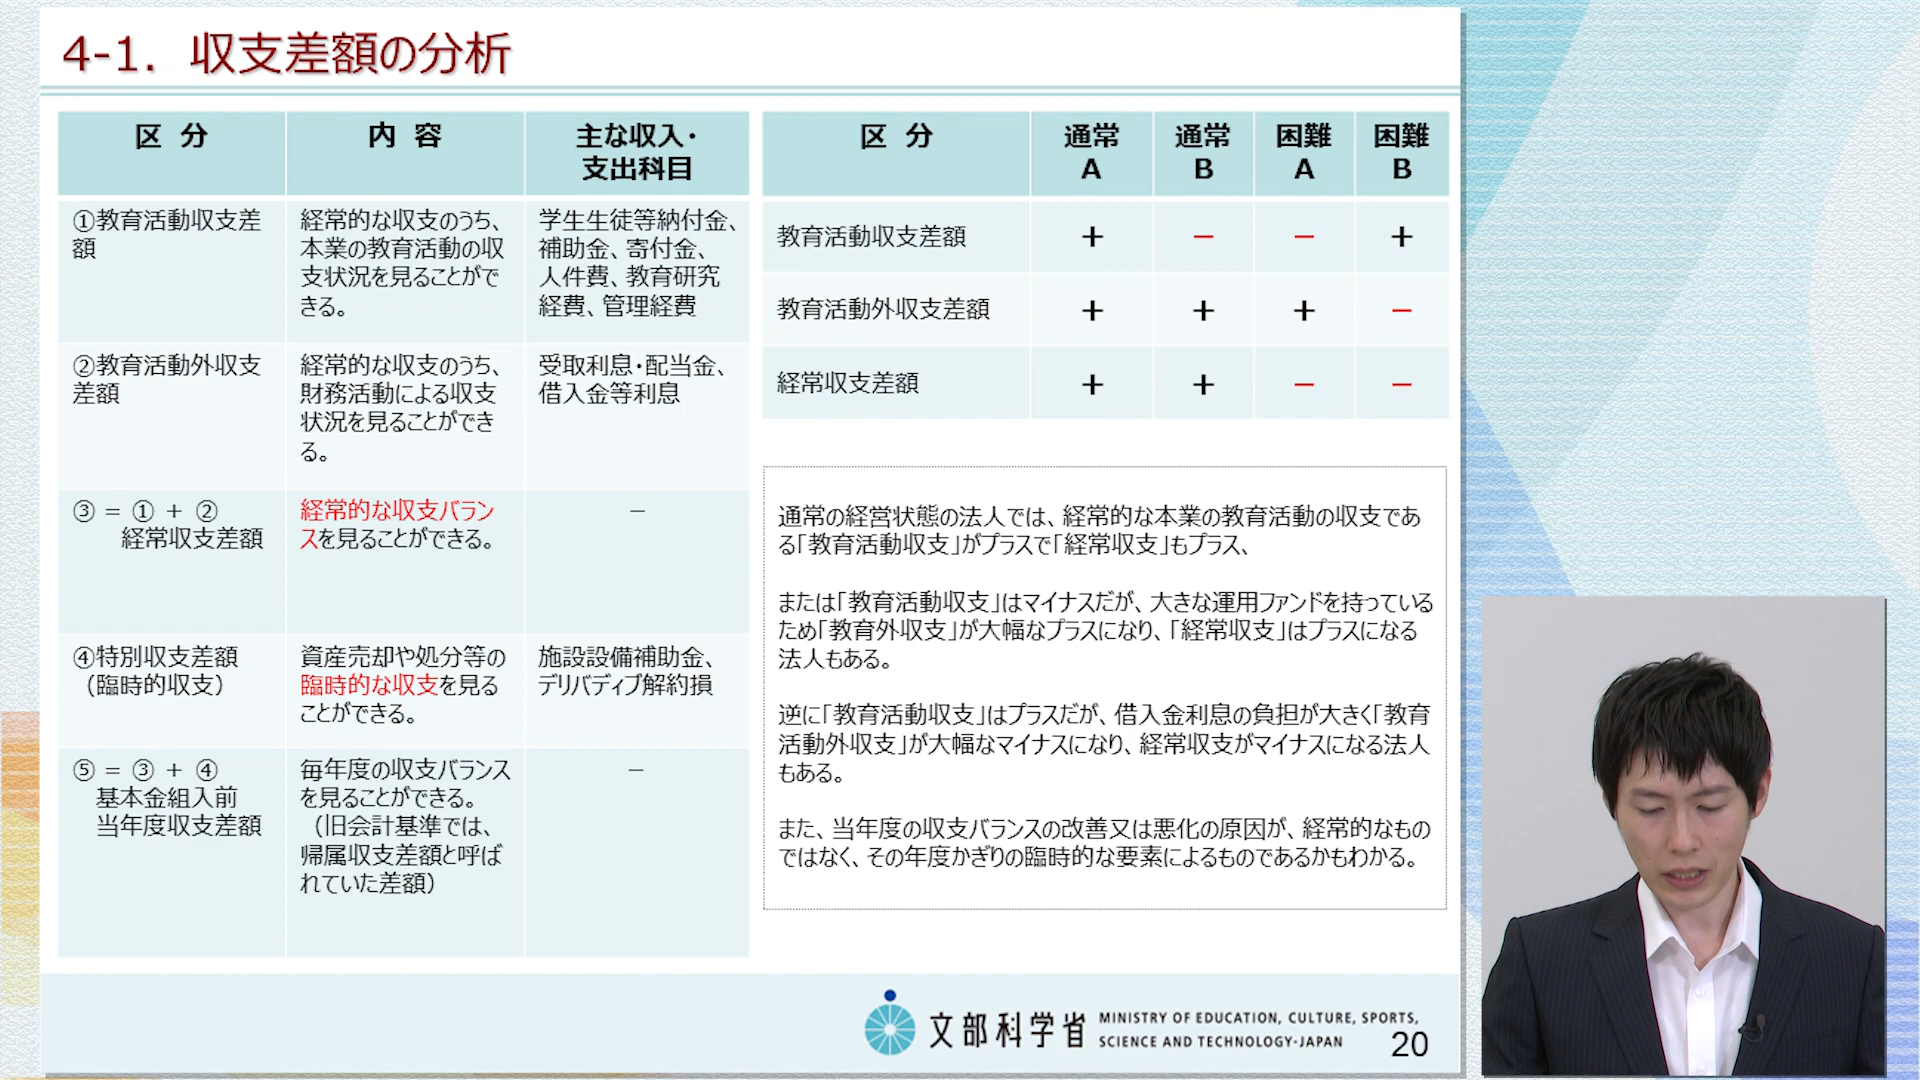 4-1. 収支差額の分析
区 分
内 容
主な収入・
支出科目
①教育活動収支差
額
経常的な収支のうち、
本業の教育活動の収
支状況を見ることがで
きる。
学生生徒等納付金、
補助金、寄付金、
人件費、教育研究
経費、管理経費
②教育活動外収支
差額
経常的な収支のうち、
財務活動による収支
状況を見ることができ
る。
受取利息・配当金、
借入金等利息
③ = ① + ②
経常収支差額
経常的な収支バラン
スを見ることができる。
－
④特別収支差額
（臨時的収支）
資産売却や処分等の
臨時的な収支を見る
ことができる。
施設設備補助金、
デリバディブ解約損
⑤ = ③ + ④
基本金組入前
当年度収支差額
毎年度の収支バランス
を見ることができる。
（旧会計基準では、
帰属収支差額と呼ば
れていた差額）
－
区 分
通常
A
通常
B
困難
A
困難
B
教育活動収支差額 + − − +
教育活動外収支差額 + + + −
経常収支差額 + + − −
通常の経営状態の法人では、経常的な本業の教育活動の収支であ
る「教育活動収支」がプラスで「経常収支」もプラス、
または「教育活動収支」はマイナスだが、大きな運用ファンドを持っている
ため「教育外収支」が大幅なプラスになり、「経常収支」はプラスになる
法人もある。
逆に「教育活動収支」はプラスだが、借入金利息の負担が大きく「教育
活動外収支」が大幅なマイナスになり、経常収支がマイナスになる法人
もある。
また、当年度の収支バランスの改善又は悪化の原因が、経常的なもの
ではなく、その年度かぎりの臨時的な要素によるものであるかもわかる。
文部科学省
MINISTRY OF EDUCATION, CULTURE, SPORTS,
SCIENCE AND TECHNOLOGY-JAPAN
20